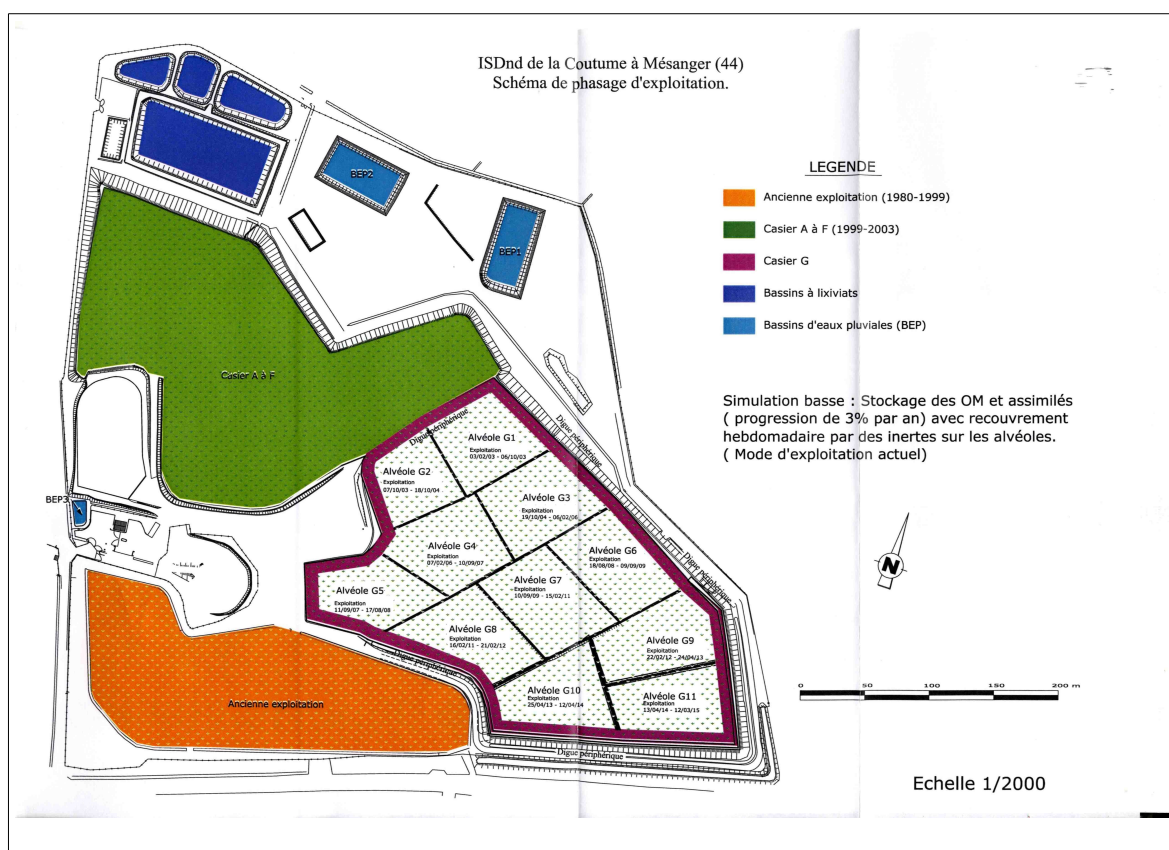 ISDnd de la Coutume à Mésanger (44)
Schéma de phasage d'exploitation.
BEP2
BEP1
LEGENDE
Ancienne exploitation (1980-1999)
Casier A à F (1999-2003)
Casier G
Bassins à lixiviats
Bassins d'eaux pluviales (BEP)
Casier A à F
Simulation basse : Stockage des OM et assimilés
( progression de 3% par an) avec recouvrement
hebdomadaire par des inertes sur les alvéoles.
( Mode d'exploitation actuel)
Digue périphérique
Digue périphérique
Alvéole G1
Exploitation
03/02/03 - 06/10/03
Alvéole G2
Exploitation
07/10/03 - 18/10/04
Alvéole G3
Exploitation
19/10/04 - 06/02/06
BEP3
Alvéole G4
Exploitation
07/02/06 - 10/09/07
Alvéole G6
Exploitation
18/08/08 - 09/09/09
Digue périphérique
Alvéole G5
Exploitation
11/09/07 - 17/08/08
Alvéole G7
Exploitation
10/09/09 - 15/02/11
N
Alvéole G8
Exploitation
16/02/11 - 21/02/12
Alvéole G9
Exploitation
22/02/12 - 24/04/13
Digue périphérique
Alvéole G10
Exploitation
25/04/13 - 12/04/14
Alvéole G11
Exploitation
13/04/14 - 12/03/15
0 50 100 150 200 m
Ancienne exploitation
Digue périphérique
Echelle 1/2000